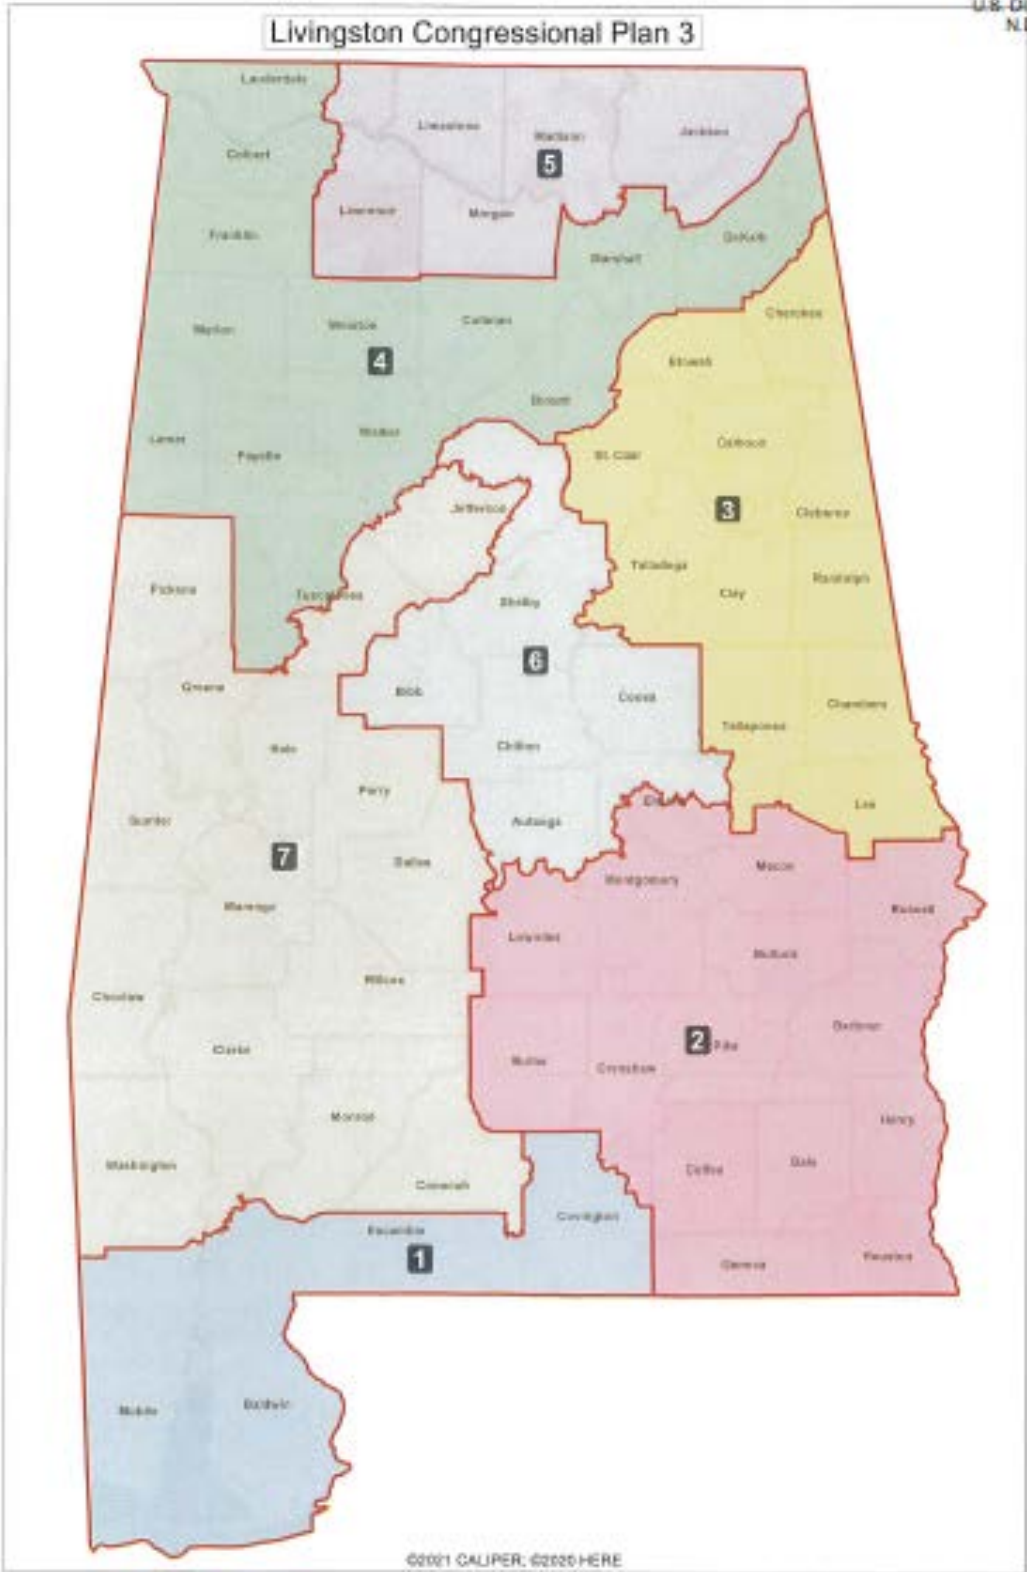 U.S. DI
N.D
Livingston Congressional Plan 3
Lauderdale
Limestone
Madison
Jackson
Colbert
5
Lawrence
Morgan
Franklin
DeKalb
Marshall
Cherokee
Marion
Winston
Cullman
4
Etowah
Blount
Lamar
Walker
Calhoun
Fayette
St. Clair
Jefferson
3
Cleburne
Talladega
Randolph
Pickens
Tuscaloosa
Clay
Shelby
6
Greene
Bibb
Coosa
Chambers
Tallapoosa
Hale
Chilton
Perry
Elmore
Lee
Sumter
Autauga
7
Dallas
Macon
Montgomery
Marengo
Russell
Lowndes
Bullock
Wilcox
Choctaw
Barbour
2
Pike
Clarke
Butler
Crenshaw
Monroe
Henry
Washington
Coffee
Dale
Conecuh
Covington
Escambia
1
Geneva
Houston
Mobile
Baldwin
©2021 CALIPER; ©2020 HERE